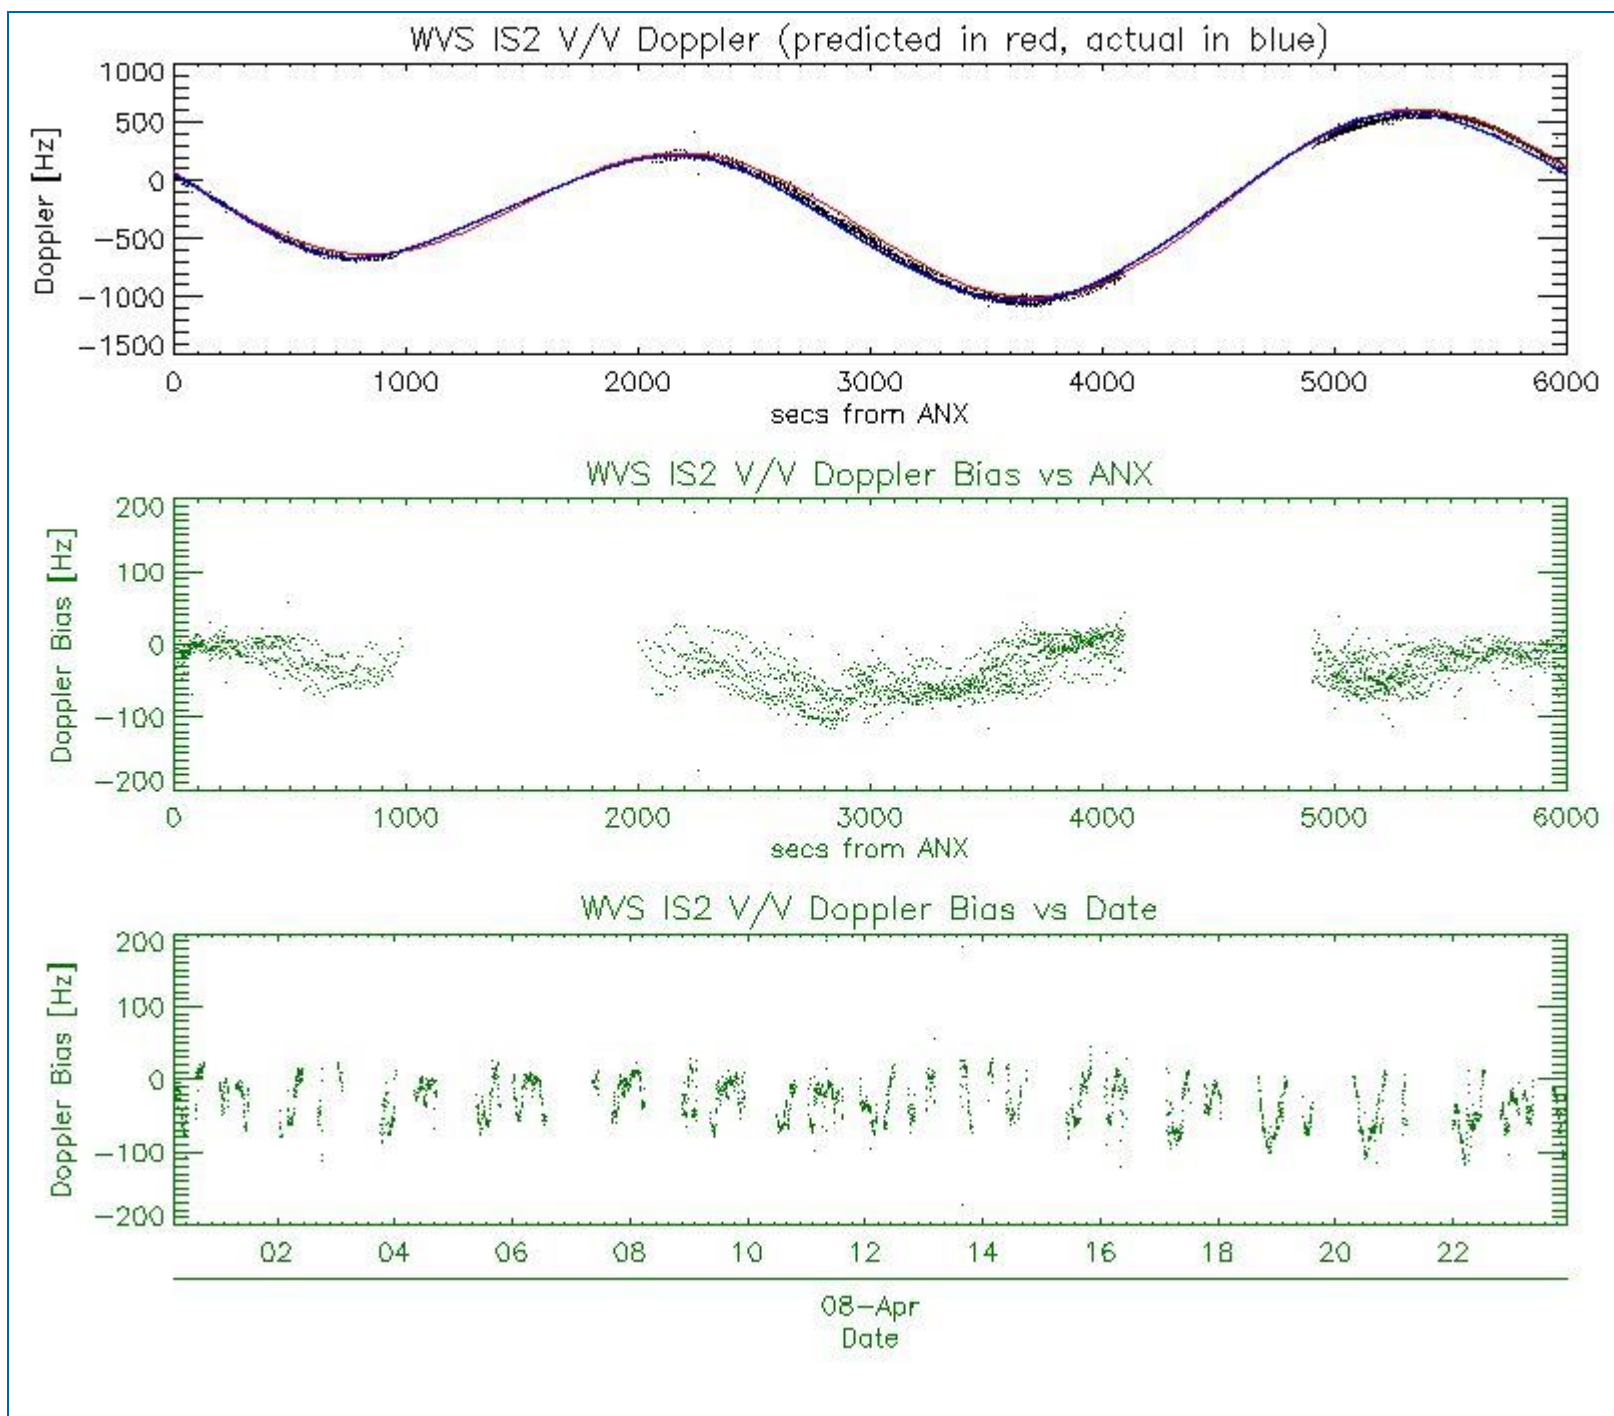 WVS IS2 V/V Doppler (predicted in red, actual in blue)
1000
500
0
-500
-1000
-1500
Doppler [Hz]
0 1000 2000 3000 4000 5000 6000
secs from ANX
WVS IS2 V/V Doppler Bias vs ANX
200
100
0
-100
-200
Doppler Bias [Hz]
0 1000 2000 3000 4000 5000 6000
secs from ANX
WVS IS2 V/V Doppler Bias vs Date
200
100
0
-100
-200
Doppler Bias [Hz]
02 04 06 08 10 12 14 16 18 20 22
08-Apr
Date